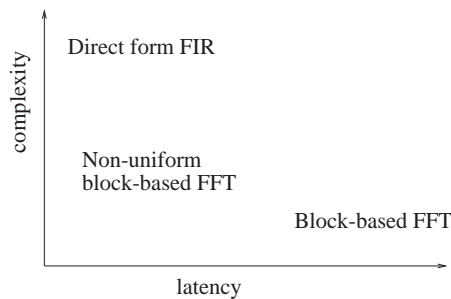 Direct form FIR
complexity
Non-uniform
block-based FFT
Block-based FFT
latency